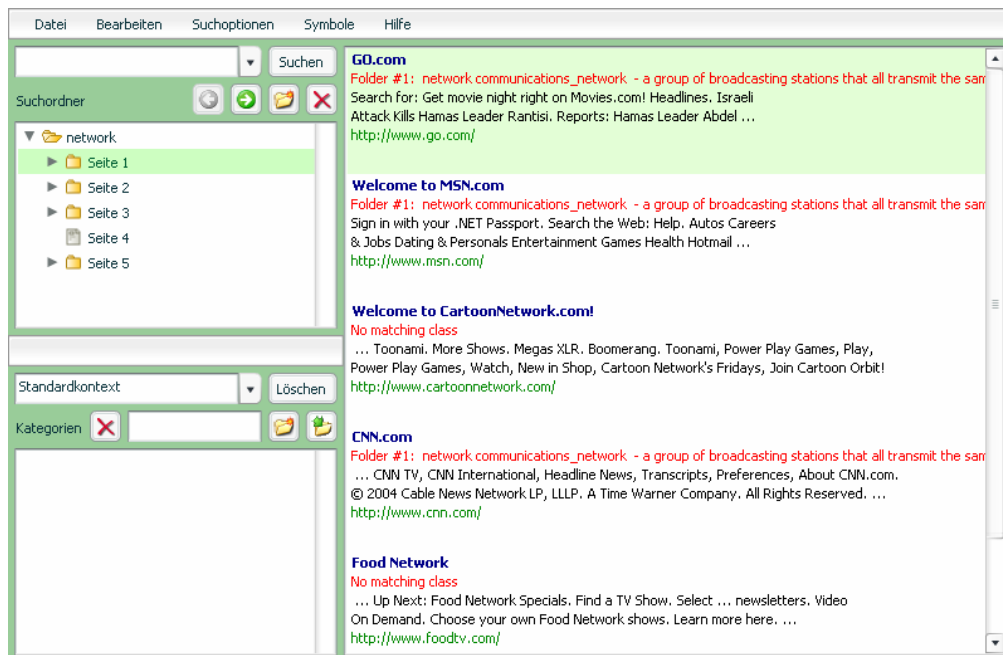 Datei Bearbeiten Suchoptionen Symbole Hilfe
Suchen
Suchordner
network
Seite 1
Seite 2
Seite 3
Seite 4
Seite 5
Standardkontext
Löschen
Kategorien
GO.com
Folder #1: network communications_network - a group of broadcasting stations that all transmit the sam
Search for: Get movie night right on Movies.com! Headlines. Israeli
Attack Kills Hamas Leader Rantisi. Reports: Hamas Leader Abdel ...
http://www.go.com/
Welcome to MSN.com
Folder #1: network communications_network - a group of broadcasting stations that all transmit the sam
Sign in with your .NET Passport. Search the Web: Help. Autos Careers
& Jobs Dating & Personals Entertainment Games Health Hotmail ...
http://www.msn.com/
Welcome to CartoonNetwork.com!
No matching class
... Toonami. More Shows. Megas XLR. Boomerang. Toonami, Power Play Games, Play,
Power Play Games, Watch, New in Shop, Cartoon Network's Fridays, Join Cartoon Orbit!
http://www.cartoonnetwork.com/
CNN.com
Folder #1: network communications_network - a group of broadcasting stations that all transmit the sam
... CNN TV, CNN International, Headline News, Transcripts, Preferences, About CNN.com.
© 2004 Cable News Network LP, LLLP. A Time Warner Company. All Rights Reserved. ...
http://www.cnn.com/
Food Network
No matching class
... Up Next: Food Network Specials. Find a TV Show. Select ... newsletters. Video
On Demand. Choose your own Food Network shows. Learn more here. ...
http://www.foodtv.com/